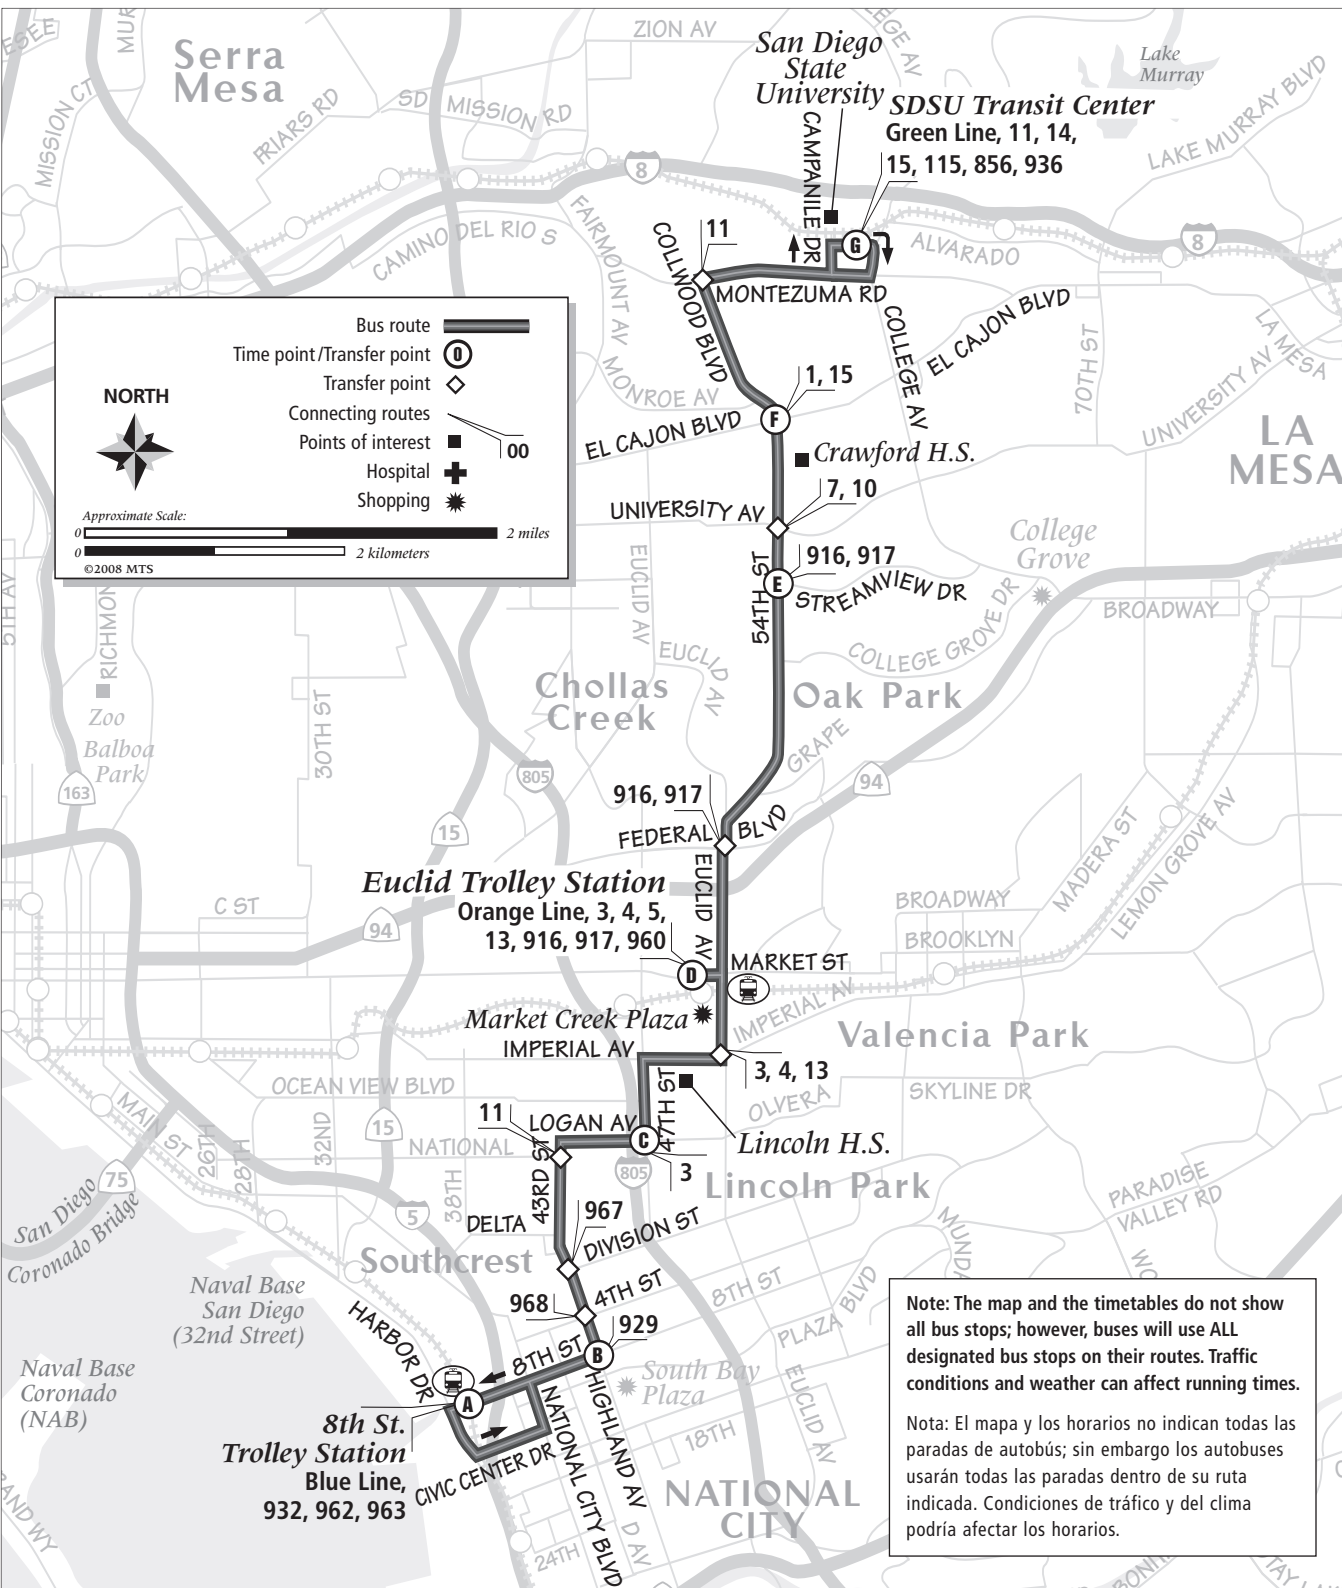 Serra
Mesa
MISSION CT
FRIARS RD
SD MISSION RD
ZION AV
San Diego
State
University
Lake
Murray
LAKE MURRAY BLVD
SDSU Transit Center
Green Line, 11, 14,
15, 115, 856, 936
CAMPANILE DR
8
CAMINO DEL RIO S
FAIRMOUNT AV
COLLWOOD BLVD
11
G
ALVARADO
8
MONTEZUMA RD
COLLEGE AV
EL CAJON BLVD
70TH ST
LA MESA
UNIVERSITY AV
LA
MESA
MONROE AV
1, 15
F
EL CAJON BLVD
Crawford H.S.
7, 10
UNIVERSITY AV
College
Grove
EUCLID AV
54TH ST
916, 917
E
STREAMVIEW DR
COLLEGE GROVE DR
BROADWAY
NORTH
Bus route
Time point/Transfer point
0
Transfer point
Connecting routes
00
Points of interest
Hospital
Shopping
Approximate Scale:
0
2 miles
0
2 kilometers
©2008 MTS
5TH AV
RICHMON
Zoo
Balboa
Park
30TH ST
163
EUCLID AV
Chollas
Creek
Oak Park
805
GRAPE
94
15
916, 917
FEDERAL BLVD
MADERA ST
LEMON GROVE AV
Euclid Trolley Station
Orange Line, 3, 4, 5,
13, 916, 917, 960
EUCLID AV
C ST
94
BROADWAY
BROOKLYN
D
MARKET ST
IMPERIAL AV
Market Creek Plaza
IMPERIAL AV
Valencia Park
3, 4, 13
OCEAN VIEW BLVD
47TH ST
OLVERA
SKYLINE DR
MAIN ST
26TH
28TH
32ND
15
11
LOGAN AV
NATIONAL
C
Lincoln H.S.
805
3
Lincoln Park
75
San Diego
Coronado Bridge
38TH
43RD ST
5
DELTA
967
DIVISION ST
PARADISE
VALLEY RD
Southcrest
Naval Base
San Diego
(32nd Street)
968
4TH ST
8TH ST
PLAZA BLVD
HARBOR DR
929
B
8TH ST
South Bay
Plaza
EUCLID AV
Naval Base
Coronado
(NAB)
A
8th St.
Trolley Station
Blue Line,
932, 962, 963
CIVIC CENTER DR
NATIONAL CITY BLVD
HIGHLAND AV
18TH
D AV
24TH
NATIONAL
CITY
Note: The map and the timetables do not show
all bus stops; however, buses will use ALL
designated bus stops on their routes. Traffic
conditions and weather can affect running times.
Nota: El mapa y los horarios no indican todas las
paradas de autobús; sin embargo los autobuses
usarán todas las paradas dentro de su ruta
indicada. Condiciones de tráfico y del clima
podría afectar los horarios.